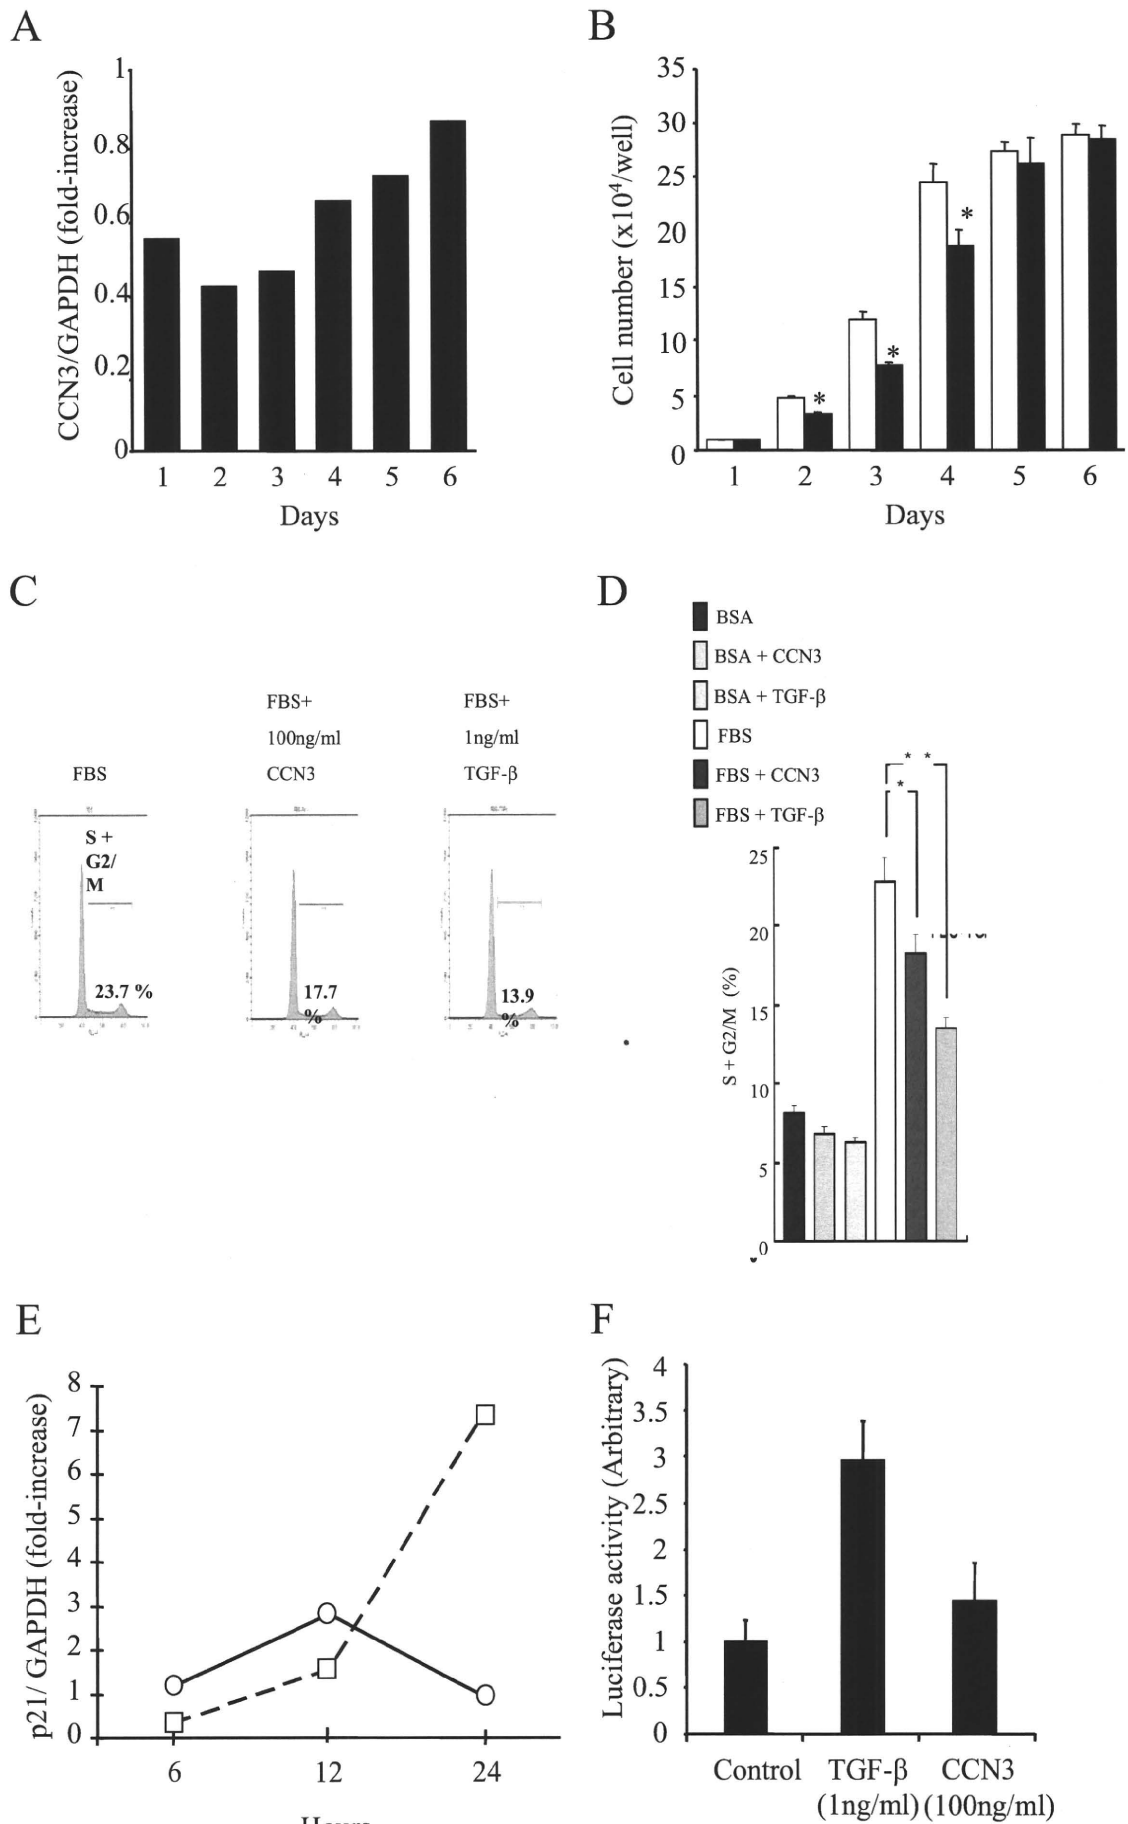 A
CCN3/GAPDH (fold-increase)
1
0.8
0.6
0.4
0.2
0
1 2 3 4 5 6
Days
B
Cell number (x10⁴/well)
35
30
25
20
15
10
5
0
*
*
*
1 2 3 4 5 6
Days
C
FBS
FBS+
100ng/ml
CCN3
FBS+
1ng/ml
TGF-β
S +
G2/
M
23.7 %
17.7
%
13.9
%
D
BSA
BSA + CCN3
BSA + TGF-β
FBS
FBS + CCN3
FBS + TGF-β
* *
*
S + G2/M (%)
25
20
15
10
5
0
E
p21/ GAPDH (fold-increase)
8
7
6
5
4
3
2
1
0
6 12 24
F
Luciferase activity (Arbitrary)
4
3.5
3
2.5
2
1.5
1
0.5
0
Control TGF-β CCN3
(1ng/ml) (100ng/ml)